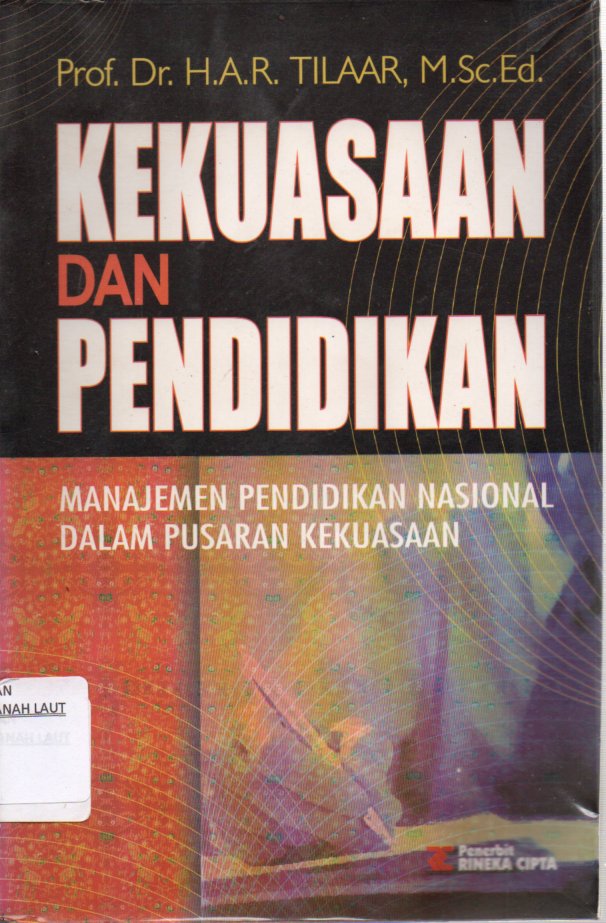 Prof. Dr. H.A.R. TILAAR, M.Sc.Ed.
KEKUASAAN
DAN
PENDIDIKAN
MANAJEMEN PENDIDIKAN NASIONAL
DALAM PUSARAN KEKUASAAN
AN
ANAH LAUT
Penerbit
RINEKA CIPTA